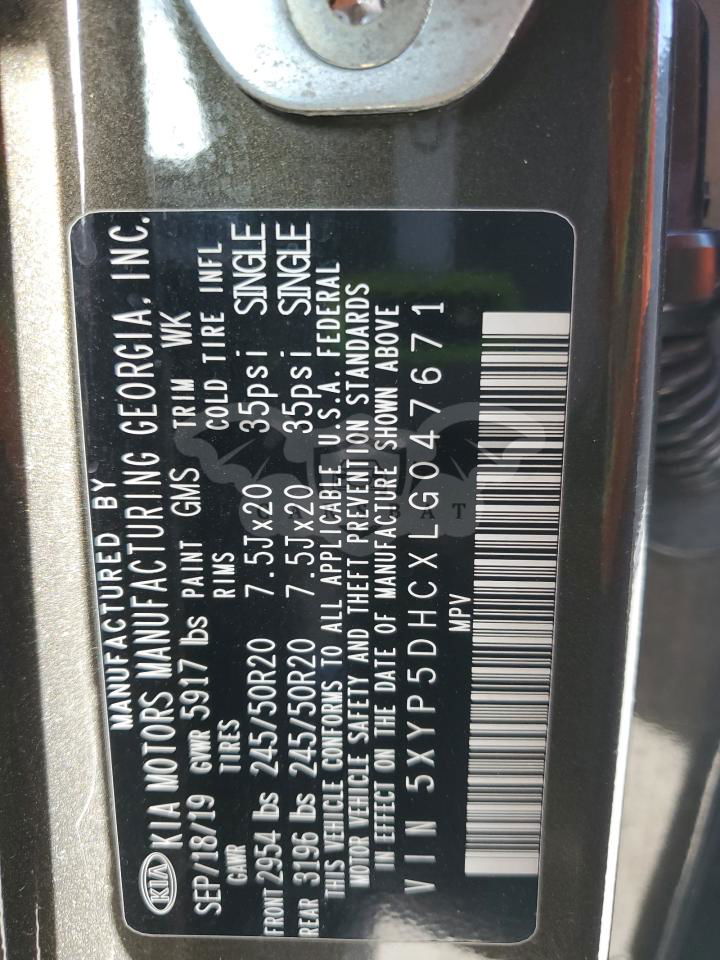 MANUFACTURED BY
KIA KIA MOTORS MANUFACTURING GEORGIA, INC.
SEP/18/19 GVWR 5917 lbs PAINT GMS TRIM WK
GAWR TIRES RIMS COLD TIRE INFL
FRONT 2954 lbs 245/50R20 7.5Jx20 35psi SINGLE
REAR 3196 lbs 245/50R20 7.5Jx20 35psi SINGLE
THIS VEHICLE CONFORMS TO ALL APPLICABLE U.S.A. FEDERAL
MOTOR VEHICLE SAFETY AND THEFT PREVENTION STANDARDS
IN EFFECT ON THE DATE OF MANUFACTURE SHOWN ABOVE
VIN 5XYP5DHCXLG047671
MPV